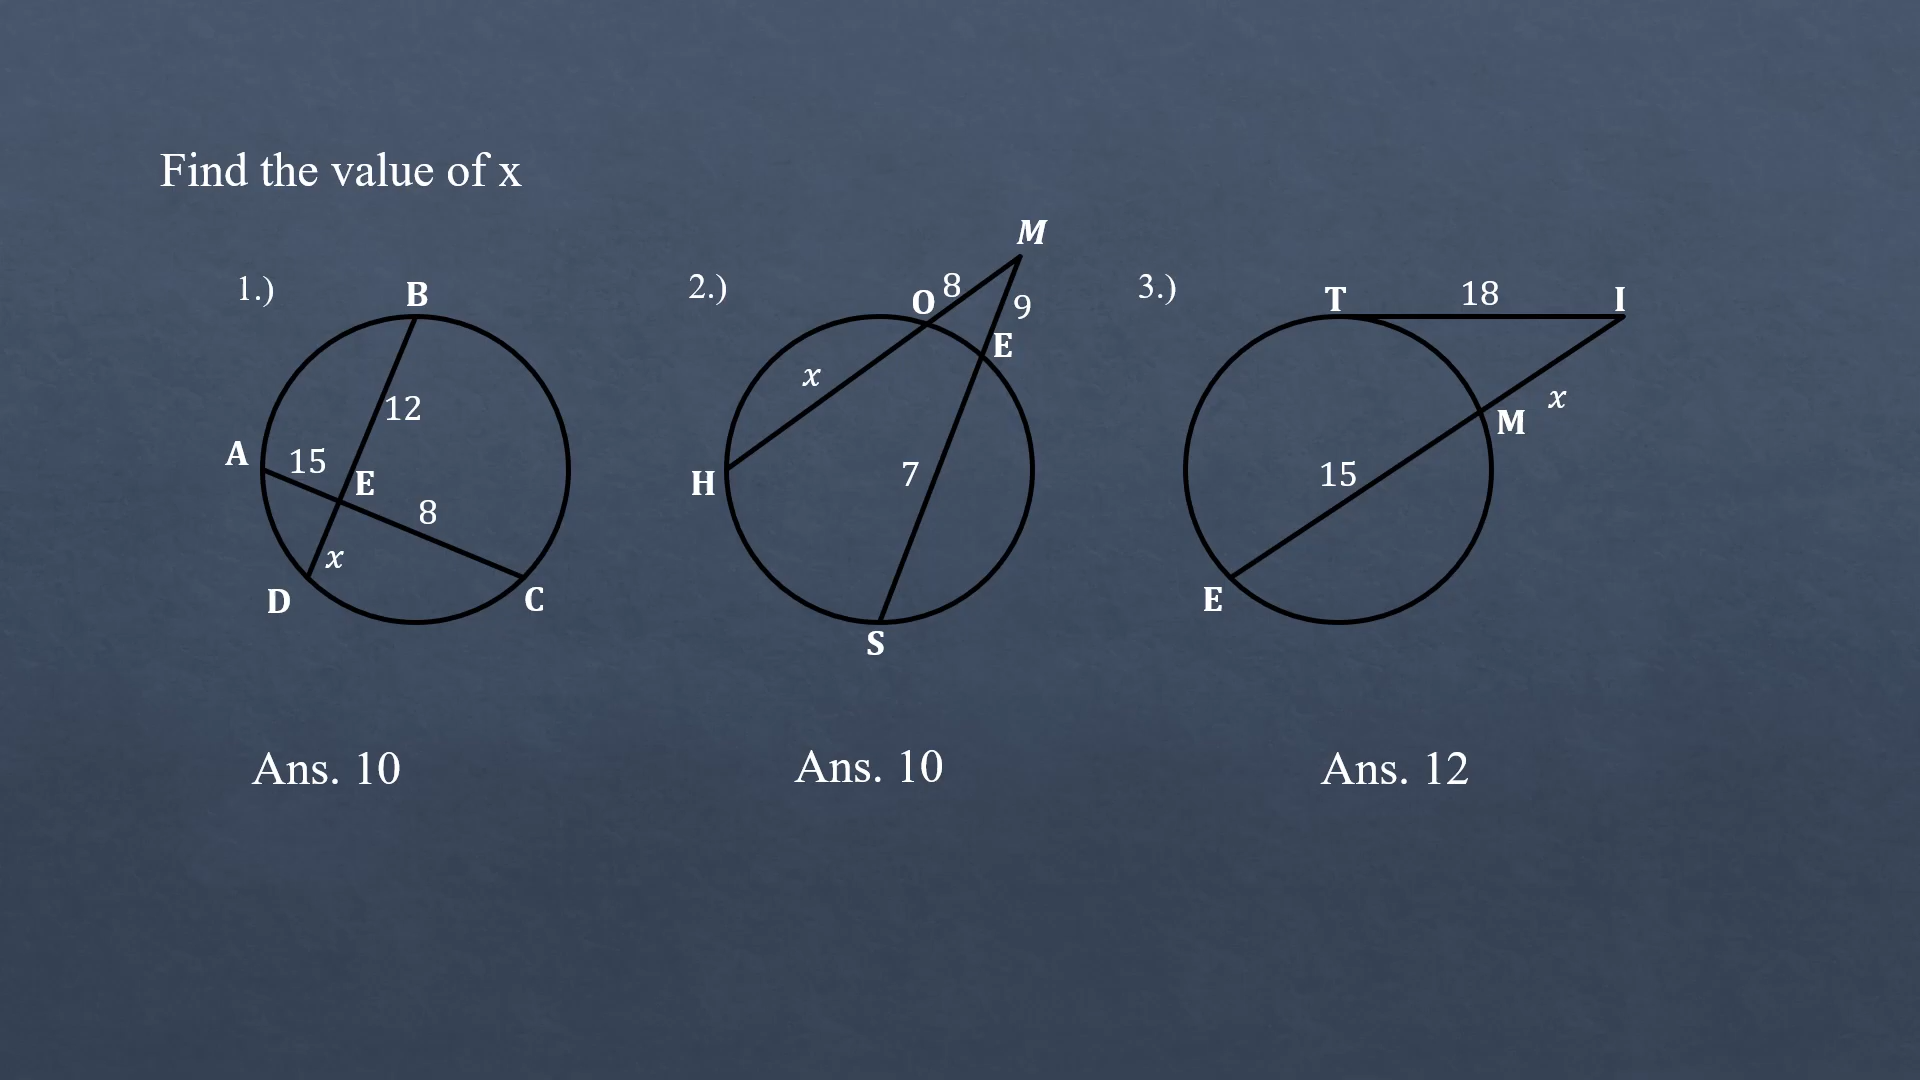 Find the value of x
1.)
B
12
A
15
E
8
x
D
C
2.)
M
O
8
9
E
x
H
7
S
3.)
T
18
I
x
M
15
E
Ans. 10
Ans. 10
Ans. 12